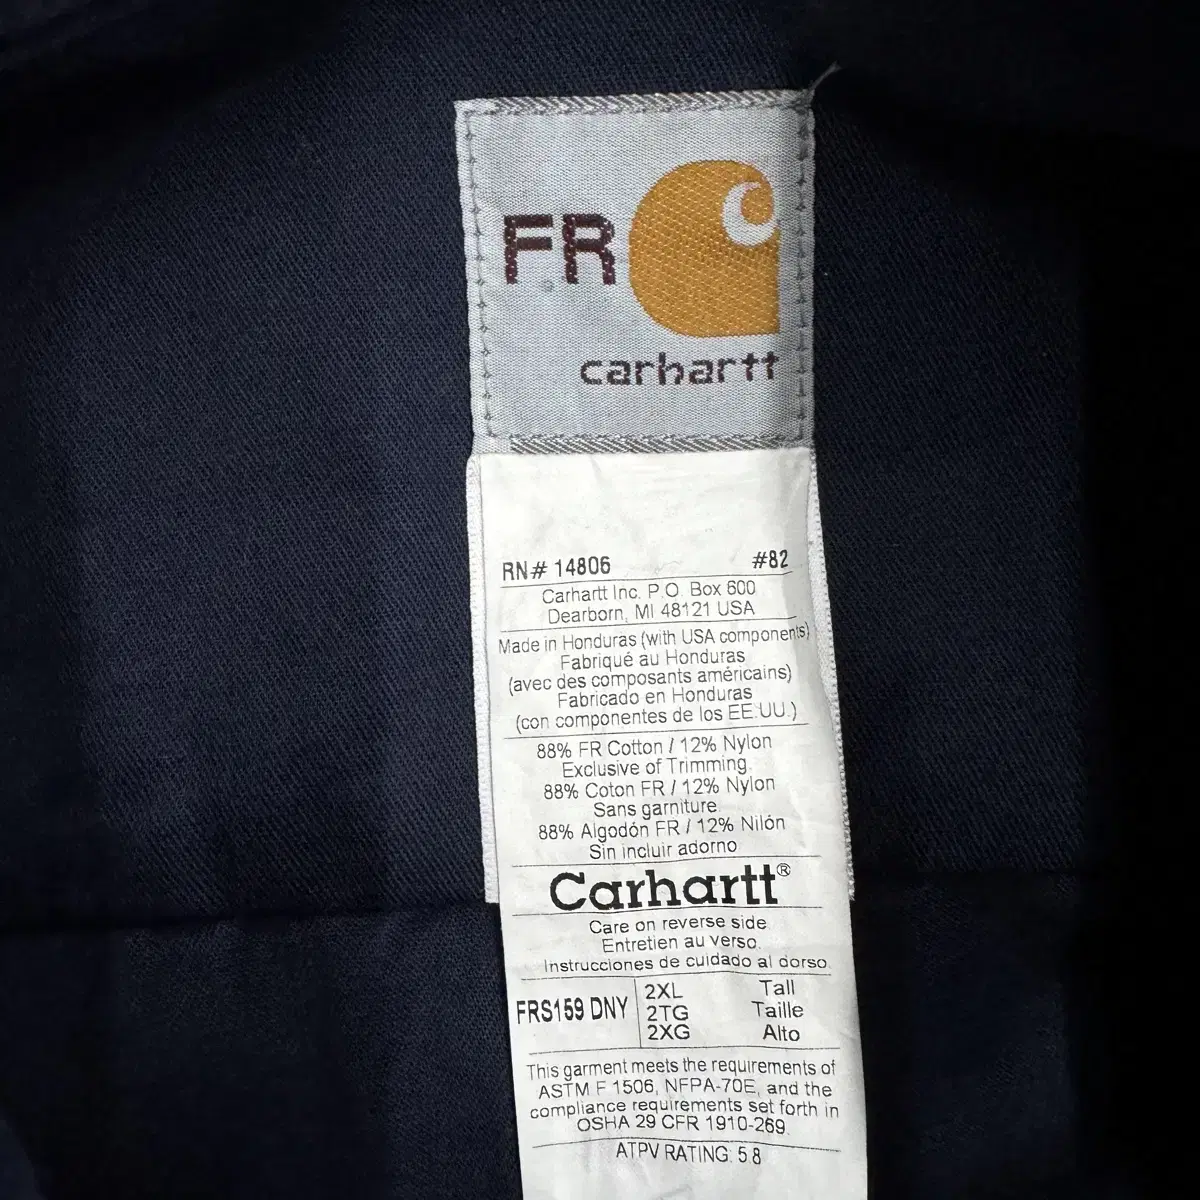 FR
carhartt
RN# 14806 #82
Carhartt Inc. P.O. Box 600
Dearborn, MI 48121 USA
Made in Honduras (with USA components)
Fabriqué au Honduras
(avec des composants américains)
Fabricado en Honduras
(con componentes de los EE.UU.)
88% FR Cotton / 12% Nylon
Exclusive of Trimming.
88% Coton FR / 12% Nylon
Sans garniture.
88% Algodón FR / 12% Nilón
Sin incluir adorno
Carhartt®
Care on reverse side.
Entretien au verso.
Instrucciones de cuidado al dorso.
FRS159 DNY 2XL Tall
2TG Taille
2XG Alto
This garment meets the requirements of
ASTM F 1506, NFPA-70E, and the
compliance requirements set forth in
OSHA 29 CFR 1910-269.
ATPV RATING: 5.8